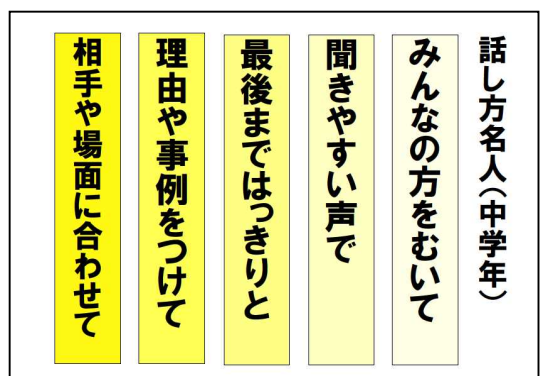 話し方名人(中学年)
みんなの方をむいて
聞きやすい声で
最後まではっきりと
理由や事例をつけて
相手や場面に合わせて